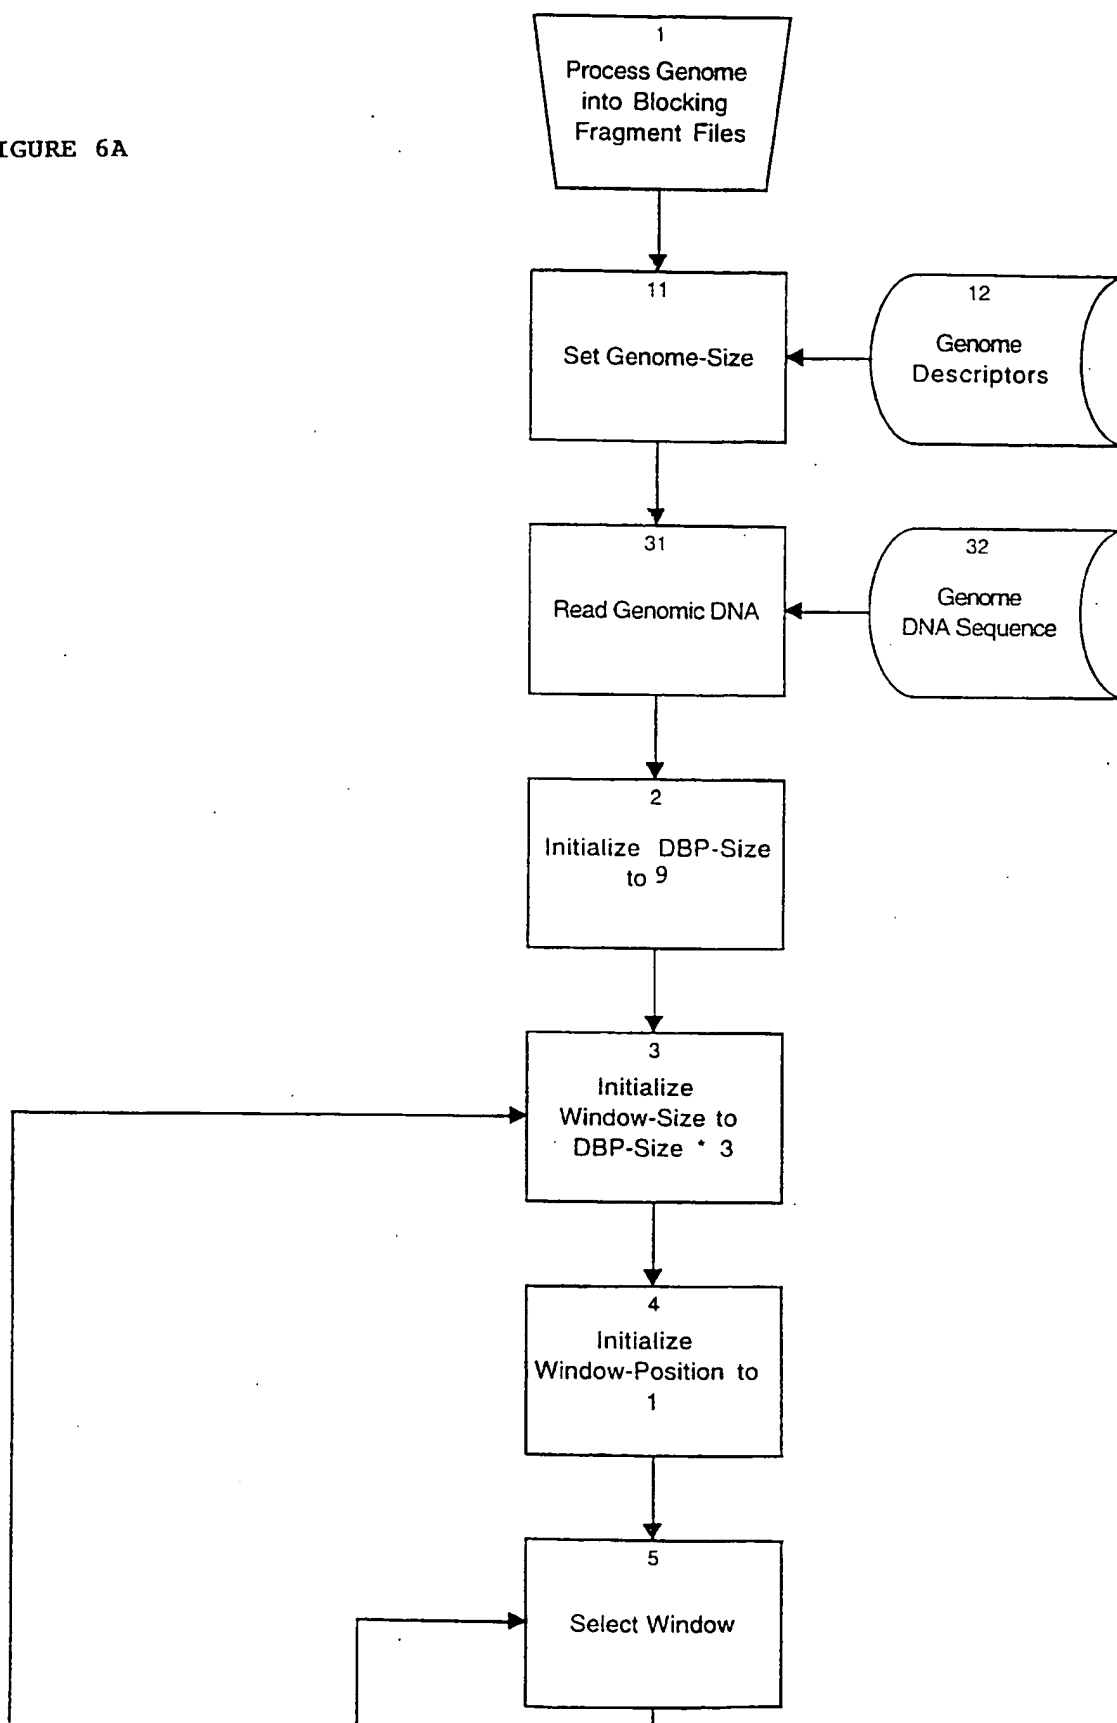 1
Process Genome
into Blocking
Fragment Files
IGURE 6A
11
Set Genome-Size
12
Genome
Descriptors
31
Read Genomic DNA
32
Genome
DNA Sequence
2
Initialize DBP-Size
to 9
3
Initialize
Window-Size to
DBP-Size * 3
4
Initialize
Window-Position to
1
5
Select Window